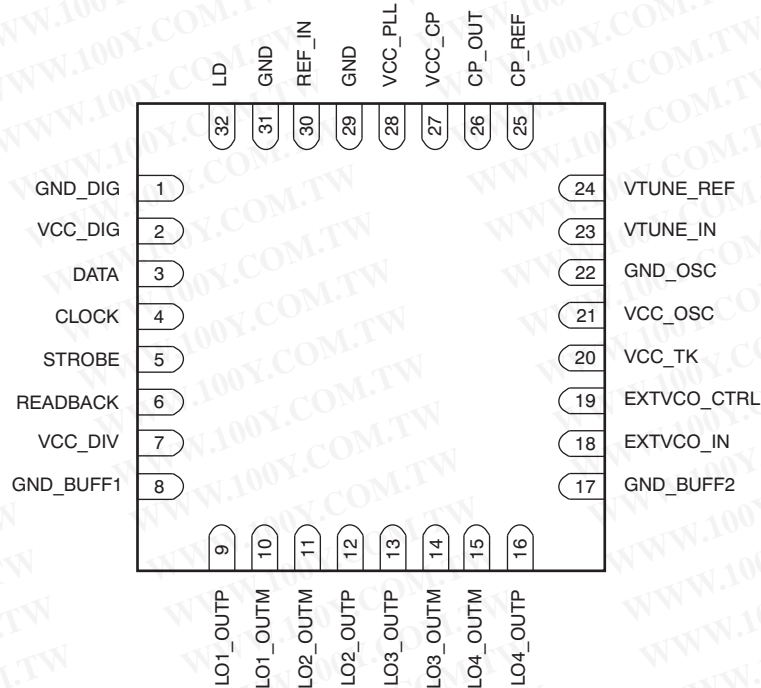 LD
GND
REF_IN
GND
VCC_PLL
VCC_CP
CP_OUT
CP_REF
32
31
30
29
28
27
26
25
GND_DIG 1
VCC_DIG 2
DATA 3
CLOCK 4
STROBE 5
READBACK 6
VCC_DIV 7
GND_BUFF1 8
24 VTUNE_REF
23 VTUNE_IN
22 GND_OSC
21 VCC_OSC
20 VCC_TK
19 EXTVCO_CTRL
18 EXTVCO_IN
17 GND_BUFF2
9
10
11
12
13
14
15
16
LO1_OUTP
LO1_OUTM
LO2_OUTM
LO2_OUTP
LO3_OUTP
LO3_OUTM
LO4_OUTM
LO4_OUTP
WWW.100Y.COM.TW